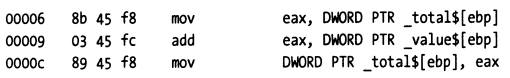 00006 8b 45 f8 mov eax, DWORD PTR _total$[ebp]
00009 03 45 fc add eax, DWORD PTR _value$[ebp]
0000c 89 45 f8 mov DWORD PTR _total$[ebp], eax